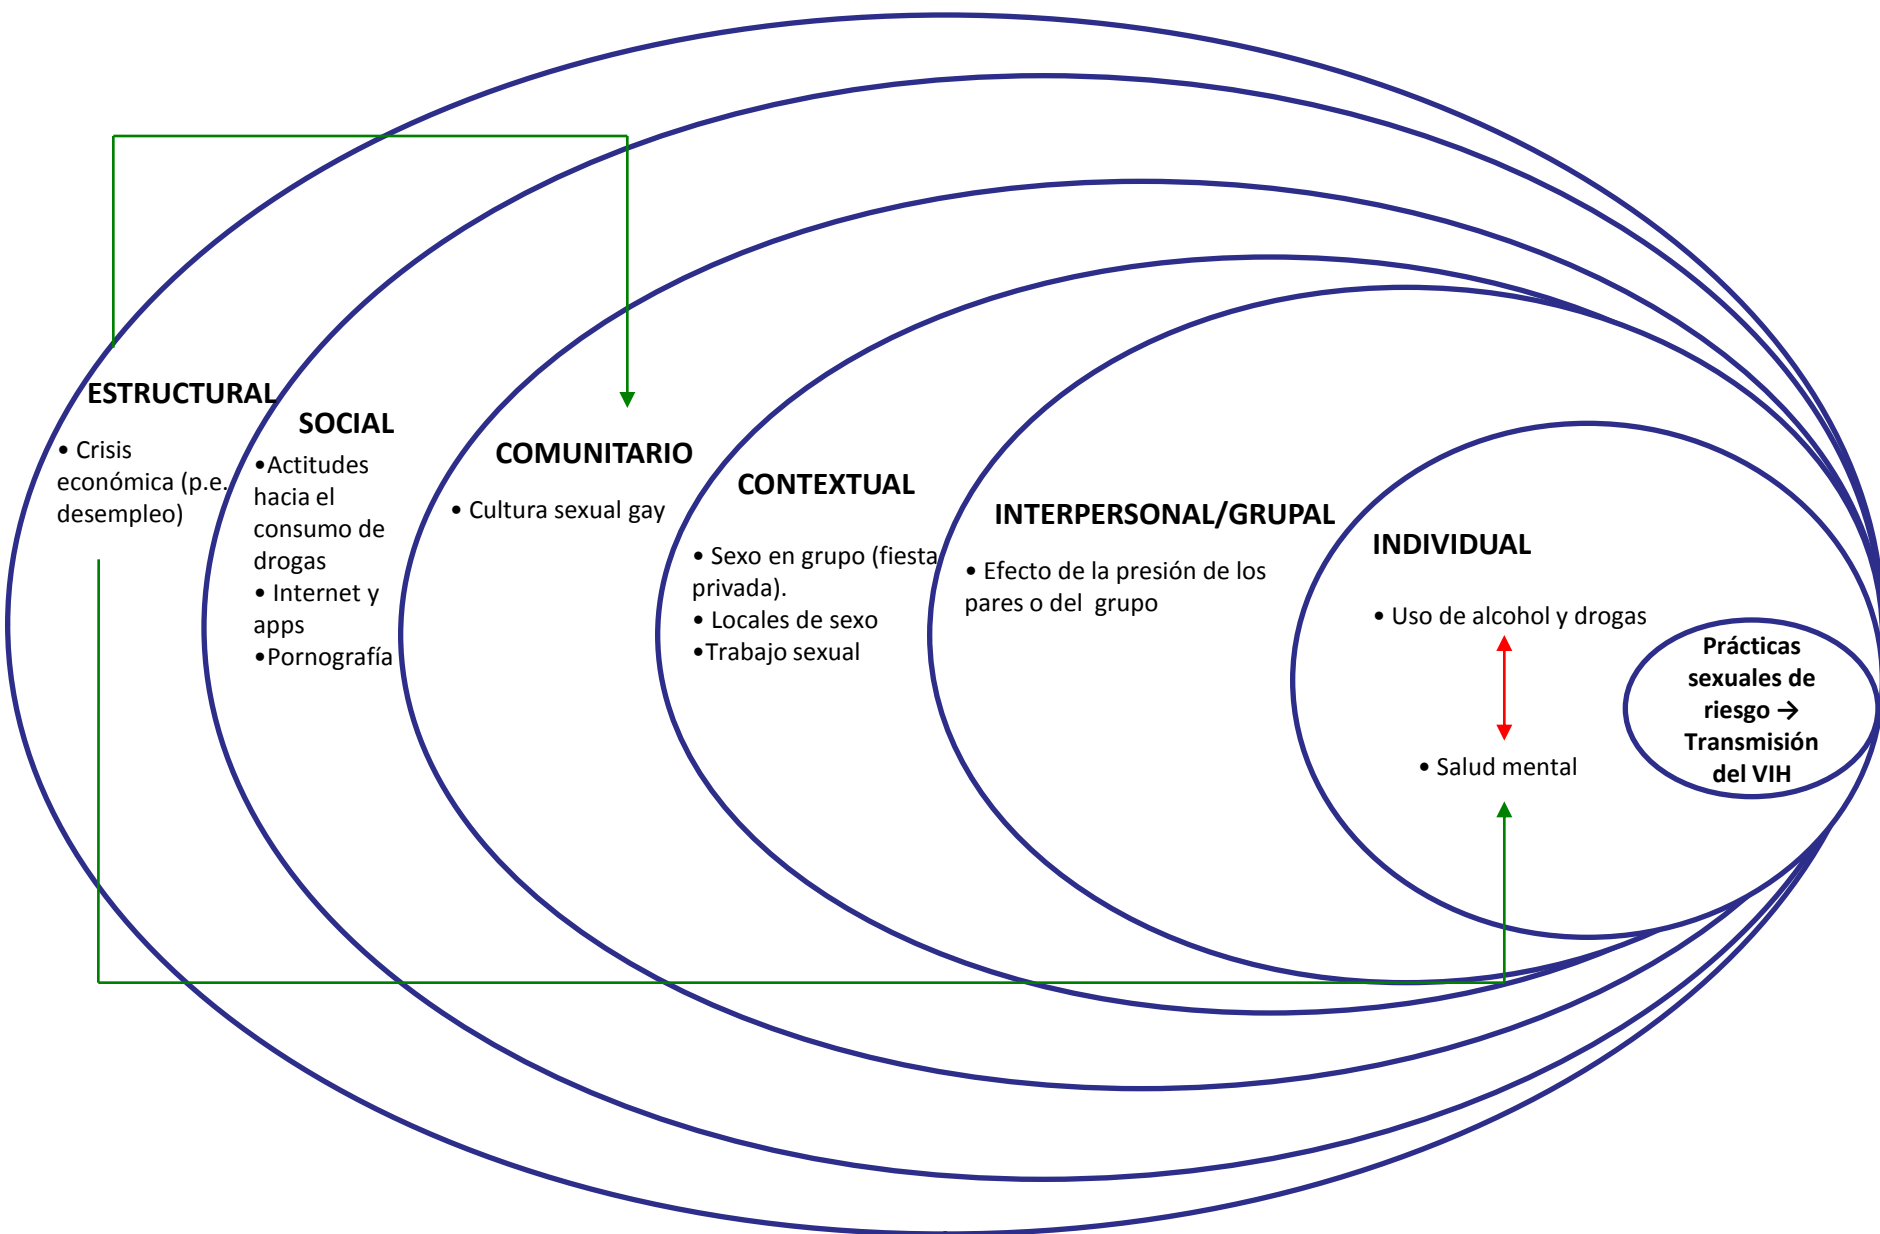 ESTRUCTURAL
• Crisis
económica (p.e.
desempleo)
SOCIAL
•Actitudes
hacia el
consumo de
drogas
• Internet y
apps
•Pornografía
COMUNITARIO
• Cultura sexual gay
CONTEXTUAL
• Sexo en grupo (fiesta
privada).
• Locales de sexo
•Trabajo sexual
INTERPERSONAL/GRUPAL
• Efecto de la presión de los
pares o del grupo
INDIVIDUAL
• Uso de alcohol y drogas
• Salud mental
Prácticas
sexuales de
riesgo →
Transmisión
del VIH